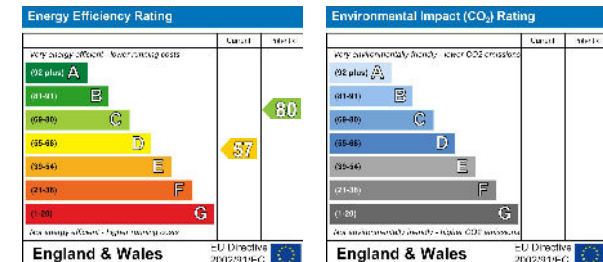 Energy Efficiency Rating
Current
Very energy efficient - lower running costs
(92 plus) A
(81-91) B
(69-80) C
(55-68) D
(39-54) E
(21-38) F
(1-20) G
57
80
Not energy efficient - higher running costs
England & Wales
EU Directive
2002/91/EC
Environmental Impact (CO₂) Rating
Current
Very environmentally friendly - lower CO2 emissions
(92 plus) A
(81-91) B
(69-80) C
(55-68) D
(39-54) E
(21-38) F
(1-20) G
Not environmentally friendly - higher CO2 emissions
England & Wales
EU Directive
2002/91/EC